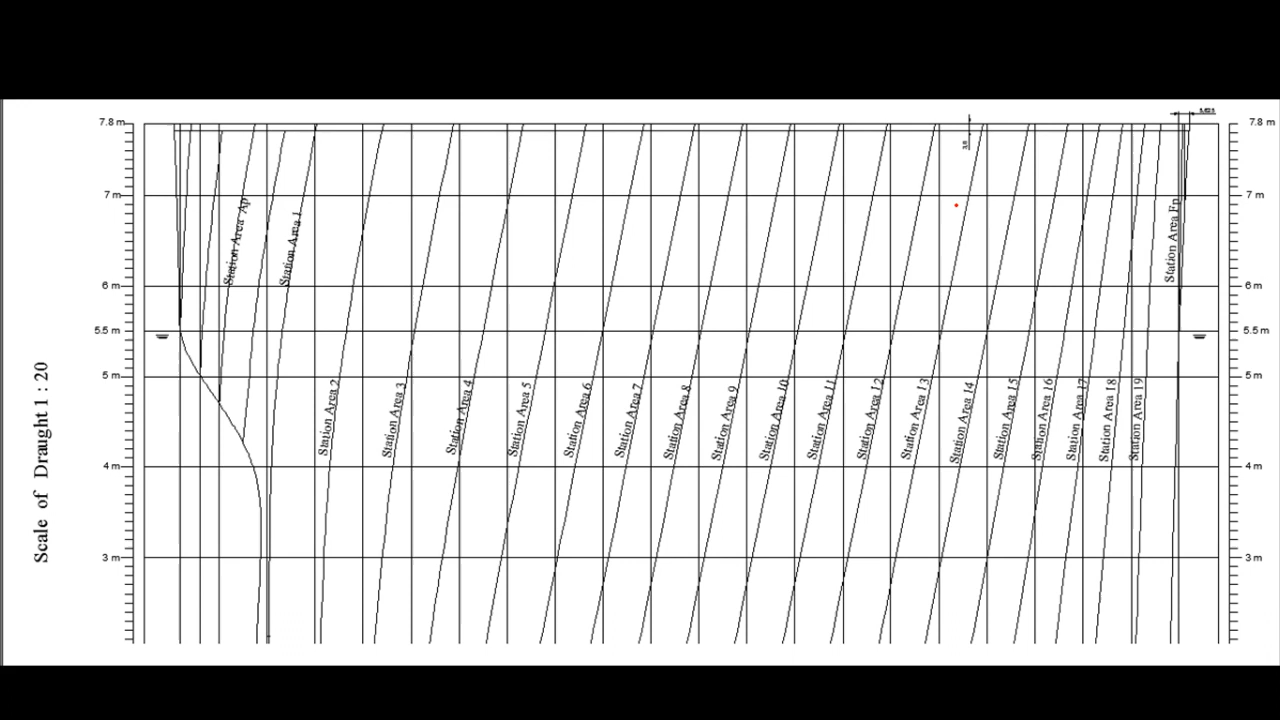 7.8 m
7 m
6 m
5.5 m
5 m
4 m
3 m
Scale of Draught 1 : 20
Station Area Ap
Station Area 1
Station Area 2
Station Area 3
Station Area 4
Station Area 5
Station Area 6
Station Area 7
Station Area 8
Station Area 9
Station Area 10
Station Area 11
Station Area 12
Station Area 13
Station Area 14
Station Area 15
Station Area 16
Station Area 17
Station Area 18
Station Area 19
Station Area Fp
7.8 m
7 m
6 m
5.5 m
5 m
4 m
3 m